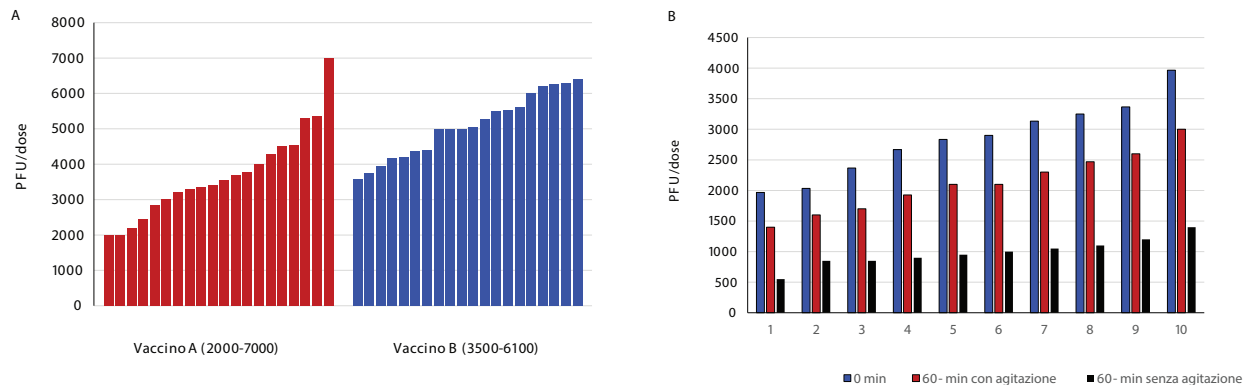 A
PFU/dose
8000
7000
6000
5000
4000
3000
2000
1000
0
Vaccino A (2000-7000)
Vaccino B (3500-6100)
B
PFU/dose
4500
4000
3500
3000
2500
2000
1500
1000
500
0
1 2 3 4 5 6 7 8 9 10
0 min 60- min con agitazione 60- min senza agitazione